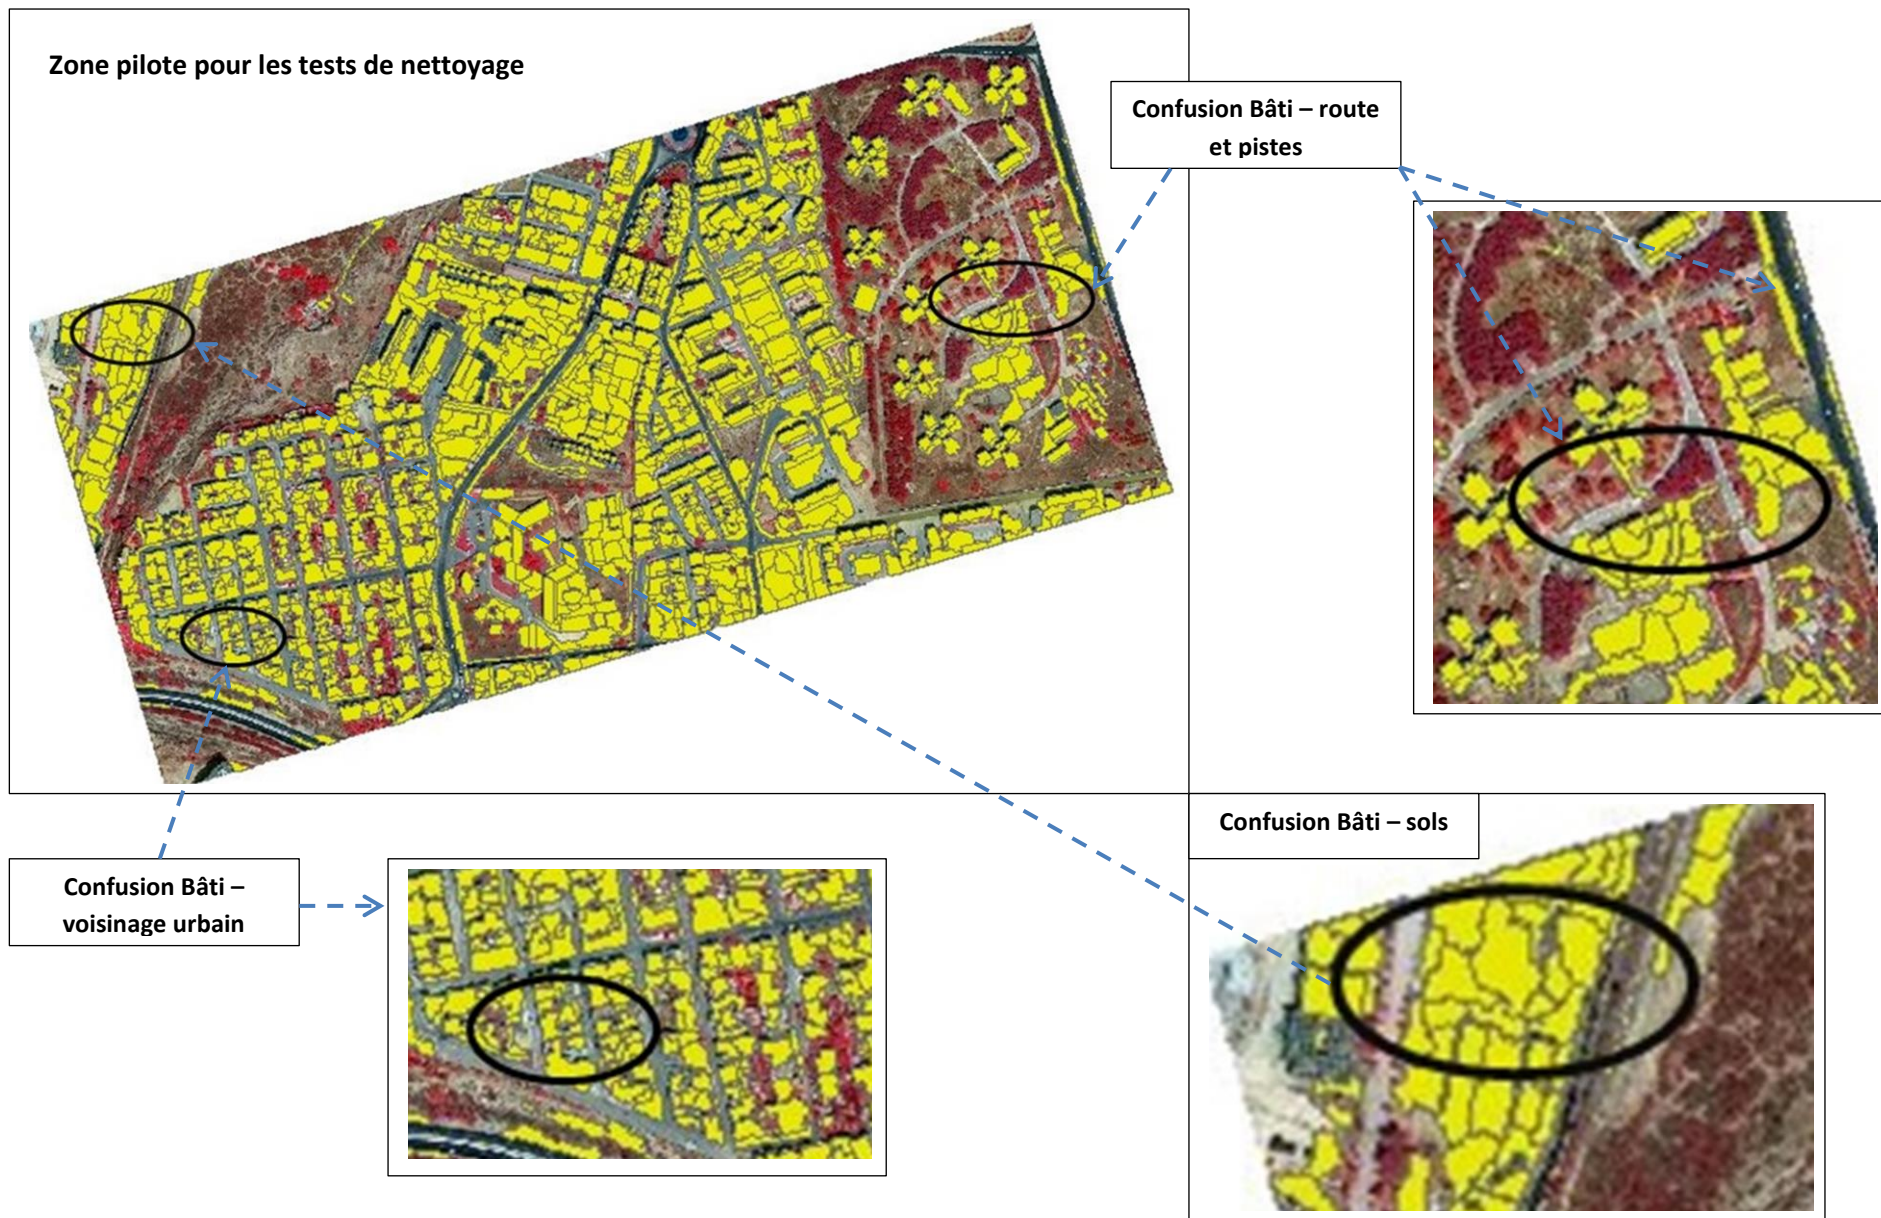 Zone pilote pour les tests de nettoyage
Confusion Bâti – route
et pistes
Confusion Bâti – sols
Confusion Bâti –
voisinage urbain